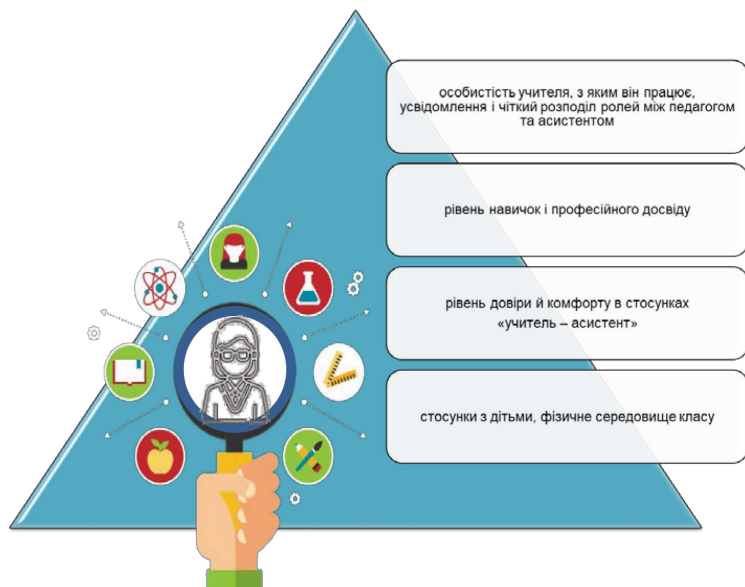 особистість учителя, з яким він працює,
усвідомлення і чіткий розподіл ролей між педагогом
та асистентом
рівень навичок і професійного досвіду
рівень довіри й комфорту в стосунках
«учитель – асистент»
стосунки з дітьми, фізичне середовище класу